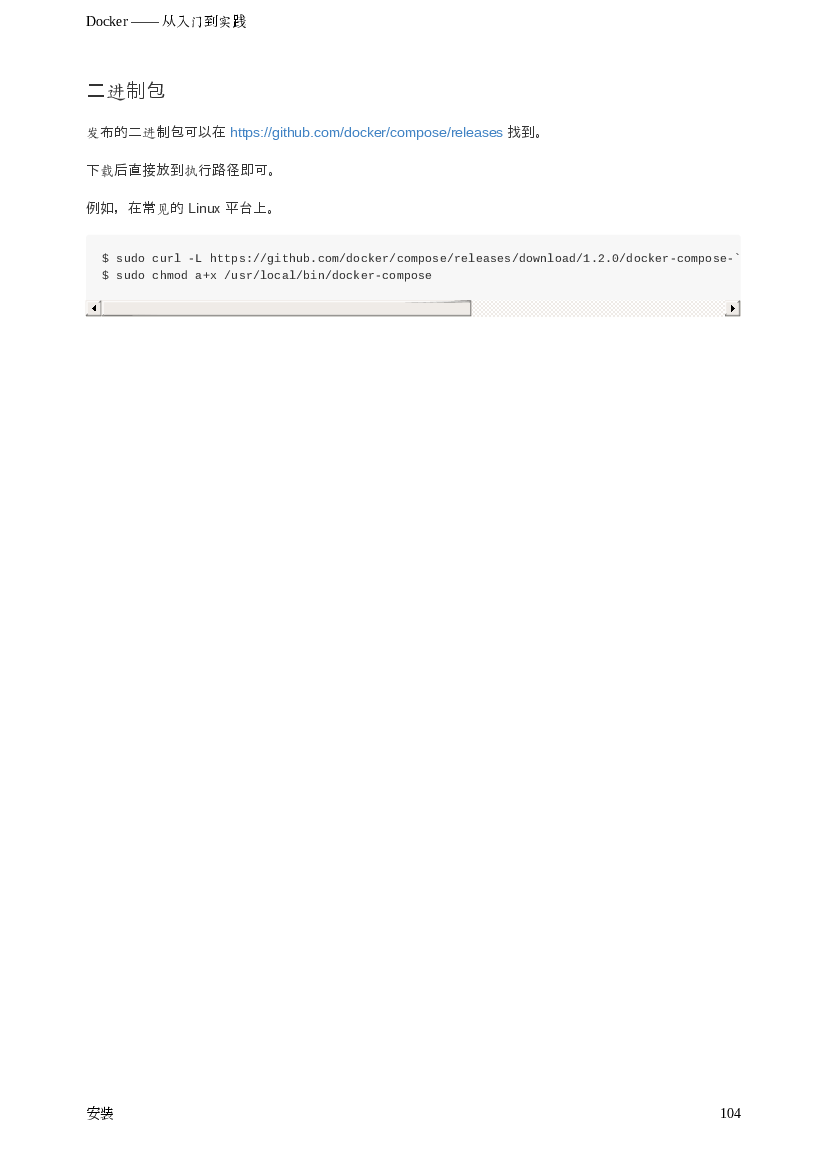 Docker —— 从入门到实践
二进制包
发布的二进制包可以在 https://github.com/docker/compose/releases 找到。
下载后直接放到执行路径即可。
例如，在常见的 Linux 平台上。
$ sudo curl -L https://github.com/docker/compose/releases/download/1.2.0/docker-compose-`
$ sudo chmod a+x /usr/local/bin/docker-compose
安装 104